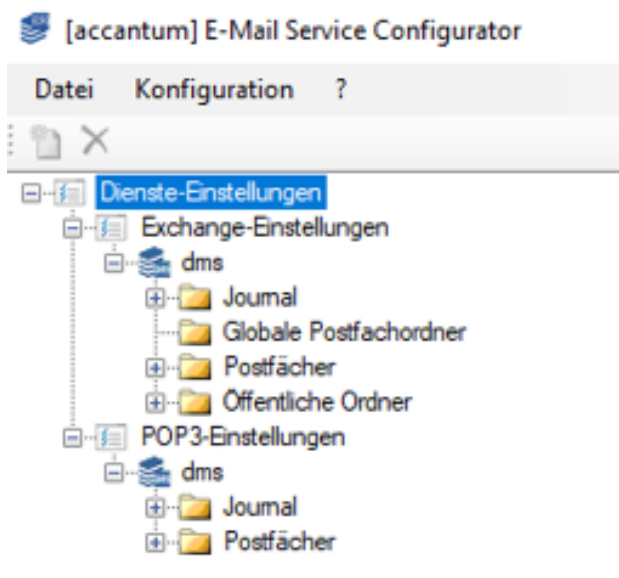 [accantum] E-Mail Service Configurator
Datei Konfiguration ?
Dienste-Einstellungen
Exchange-Einstellungen
dms
Journal
Globale Postfachordner
Postfächer
Öffentliche Ordner
POP3-Einstellungen
dms
Journal
Postfächer